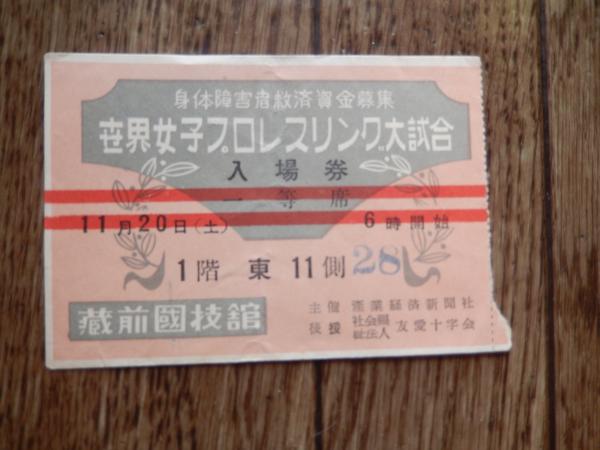 身体障害者救済資金募集
世界女子プロレスリング大試合
入場券
一等席
11月20日(土) 6時開始
1階 東 11側 28
蔵前國技館
主催 産業経済新聞社
後援 社会福祉法人 友愛十字会